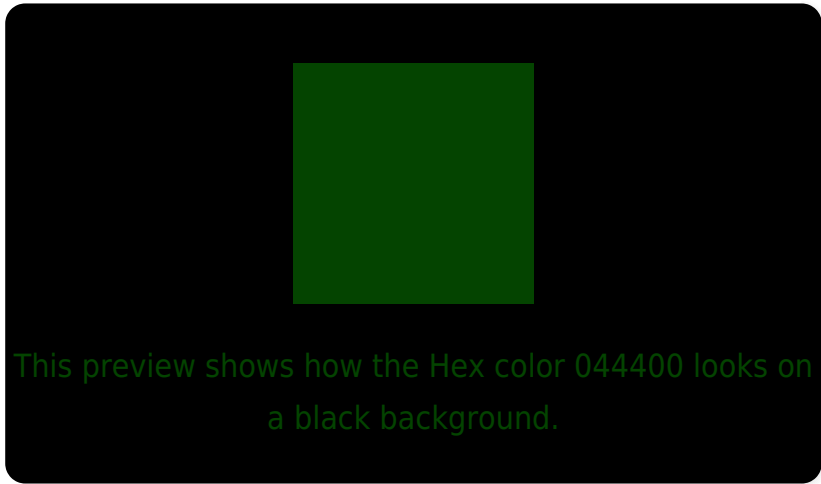 This preview shows how the Hex color 044400 looks on
a black background.